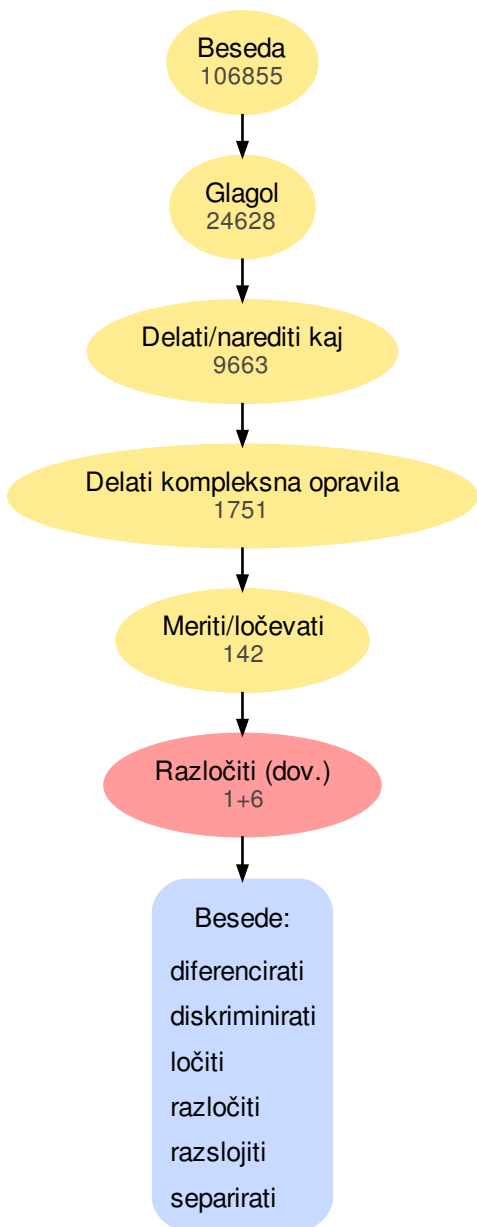 Beseda
106855
Glagol
24628
Delati/narediti kaj
9663
Delati kompleksna opravila
1751
Meriti/ločevati
142
Razločiti (dov.)
1+6
Besede:
diferencirati
diskriminirati
ločiti
razločiti
razslojiti
separirati